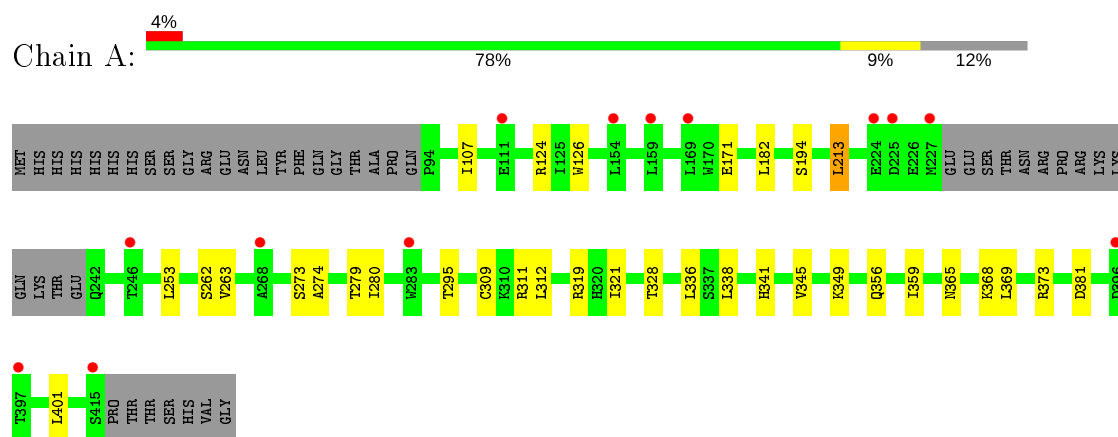 4%
Chain A:
78% 9% 12%
MET HIS HIS HIS HIS HIS HIS SER SER GLY ARG GLU ASN LEU TYR PHE GLN GLY THR ALA PRO GLN P94 I107 E111 R124 I125 W126 L154 L159 L169 W170 E171 L182 S194 L213 E224 D225 E226 M227 GLU GLU SER THR ASN ARG PRO ARG LYS LYS
GLN LYS THR GLU Q242 T246 L253 S262 V263 A268 S273 A274 T279 I280 W283 T295 C309 K310 R311 L312 R319 H320 I321 T328 L336 S337 L338 H341 V345 K349 Q356 I359 N365 K368 L369 R373 D381
T397 L401 S415 PRO THR THR SER HIS VAL GLY